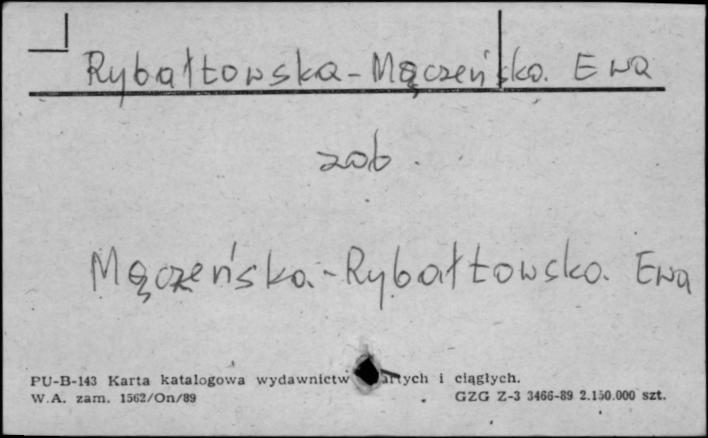 Rybałtowska-Mączeńska Ewa
zob.
Mączeńska-Rybałtowska Ewa
PU-B-143 Karta katalogowa wydawnictw i ciągłych.
W.A. zam. 1562/On/89
GZG Z-3 3466-89 2.150.000 szt.